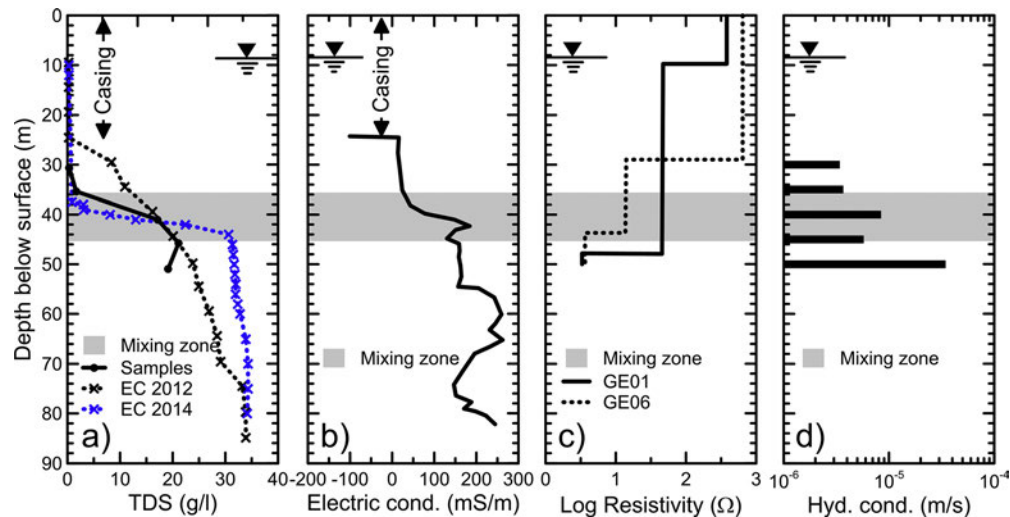 Depth below surface (m)
0
10
20
30
40
50
60
70
80
90
Casing
Mixing zone
Samples
EC 2012
EC 2014
a)
0 10 20 30 40
TDS (g/l)
Casing
Mixing zone
b)
-200 -100 0 100 200 300
Electric cond. (mS/m)
Mixing zone
GE01
GE06
c)
0 1 2 3
Log Resistivity (Ω)
Mixing zone
d)
10-6 10-5 10-4
Hyd. cond. (m/s)